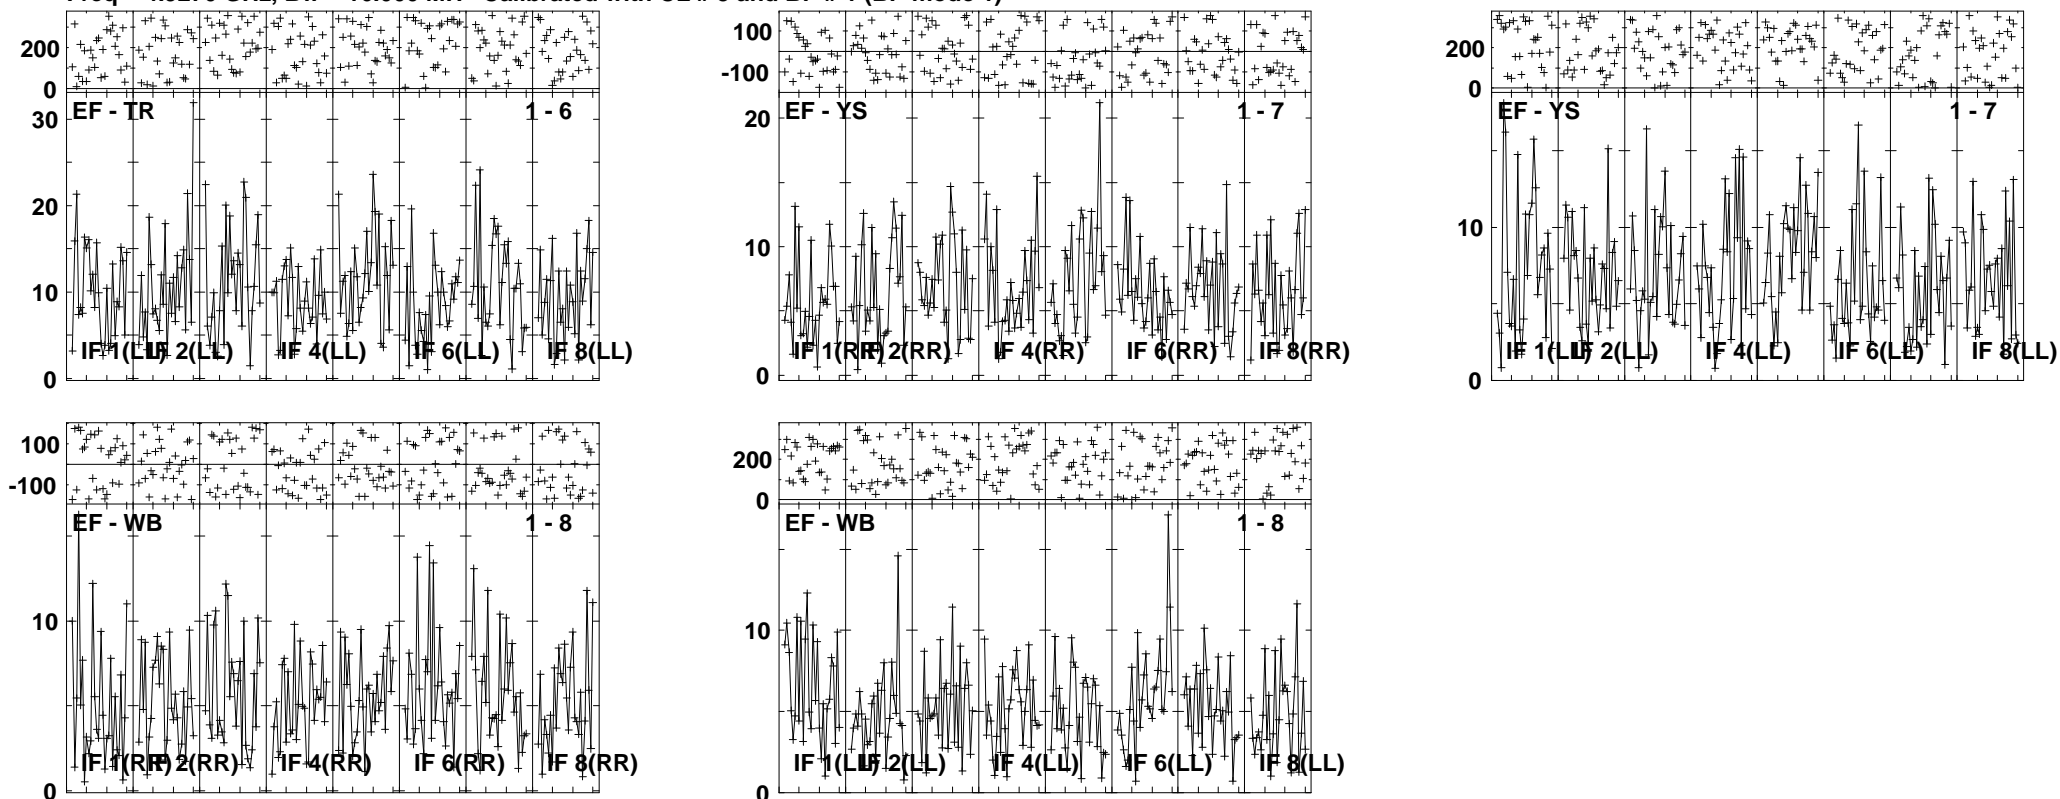 200
0
EF - TR
1 - 6
30
20
10
0
IF 1(LL)
IF 2(LL)
IF 4(LL)
IF 6(LL)
IF 8(LL)
100
-100
EF - YS
1 - 7
20
10
0
IF 1(RR)
IF 2(RR)
IF 4(RR)
IF 6(RR)
IF 8(RR)
200
0
EF - YS
1 - 7
10
0
IF 1(LL)
IF 2(LL)
IF 4(LL)
IF 6(LL)
IF 8(LL)
100
-100
EF - WB
1 - 8
10
0
IF 1(RR)
IF 2(RR)
IF 4(RR)
IF 6(RR)
IF 8(RR)
200
0
EF - WB
1 - 8
10
0
IF 1(LL)
IF 2(LL)
IF 4(LL)
IF 6(LL)
IF 8(LL)